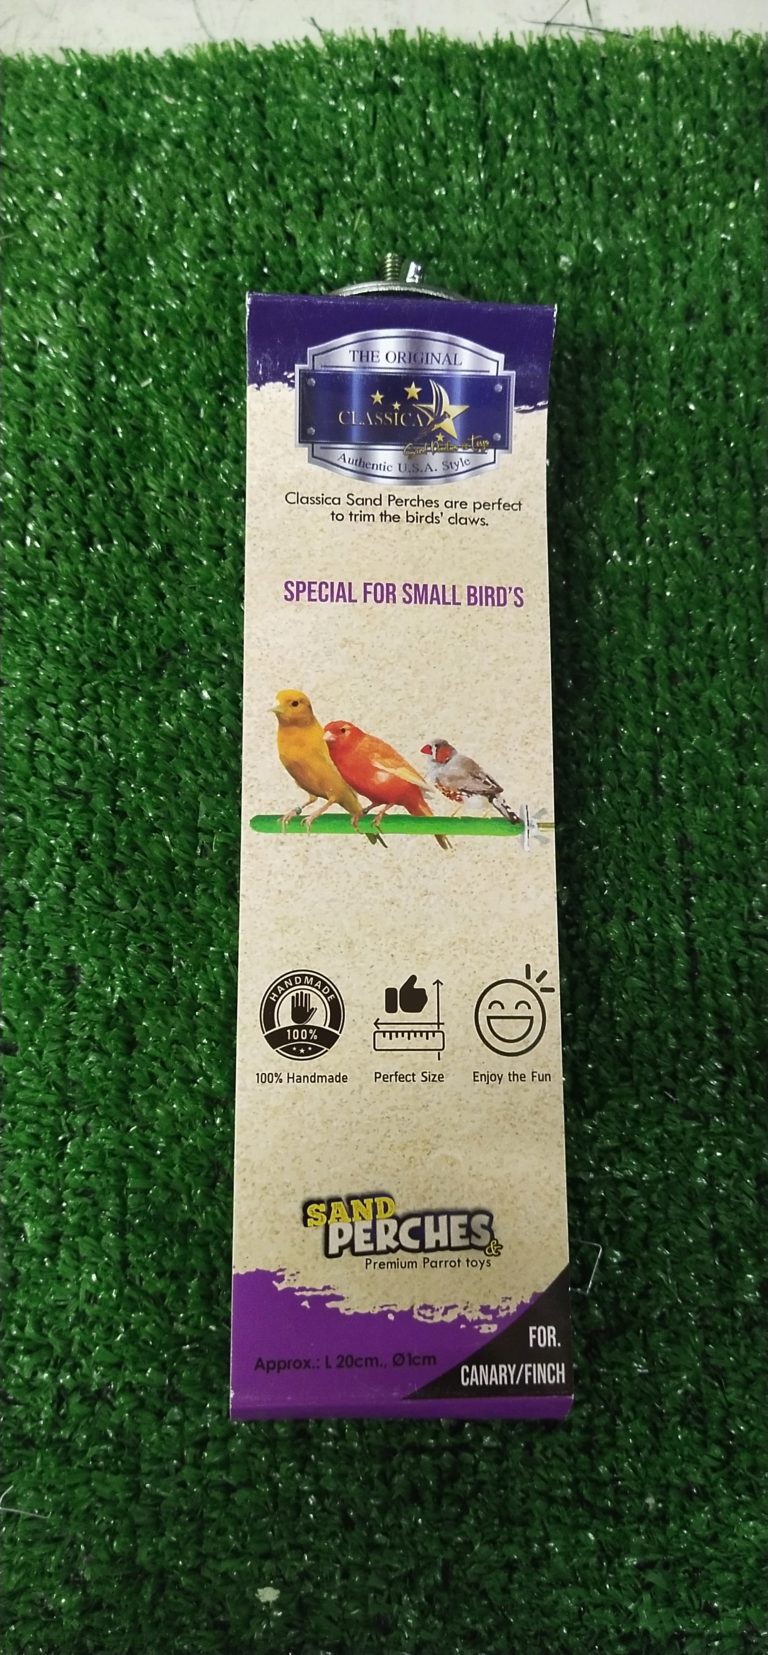 THE ORIGINAL
CLASSICA
Authentic U.S.A. Style
Classica Sand Perches are perfect
to trim the birds' claws.
SPECIAL FOR SMALL BIRD'S
HANDMADE
100%
100% Handmade
Perfect Size
Enjoy the Fun
SAND
PERCHES &
Premium Parrot toys
FOR.
Approx.: L 20cm., Ø1cm
CANARY/FINCH